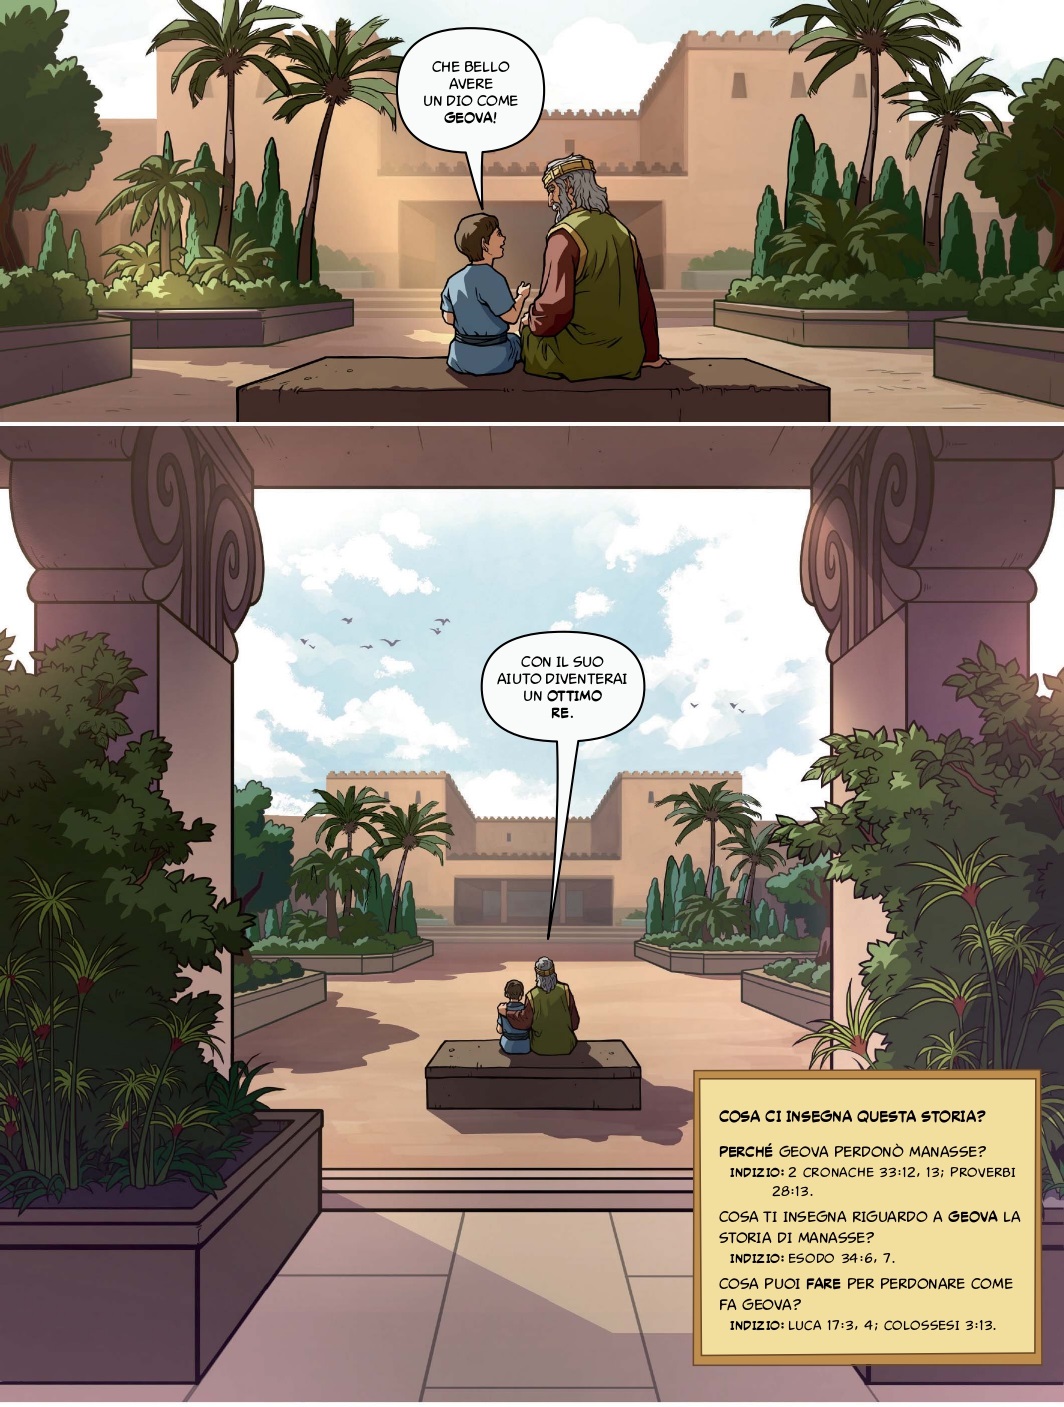 CHE BELLO
AVERE
UN DIO COME
GEOVA!
CON IL SUO
AIUTO DIVENTERAI
UN OTTIMO
RE.
COSA CI INSEGNA QUESTA STORIA?
PERCHÉ GEOVA PERDONÒ MANASSE?
INDIZIO: 2 CRONACHE 33:12, 13; PROVERBI
28:13.
COSA TI INSEGNA RIGUARDO A GEOVA LA
STORIA DI MANASSE?
INDIZIO: ESODO 34:6, 7.
COSA PUOI FARE PER PERDONARE COME
FA GEOVA?
INDIZIO: LUCA 17:3, 4; COLOSSESI 3:13.